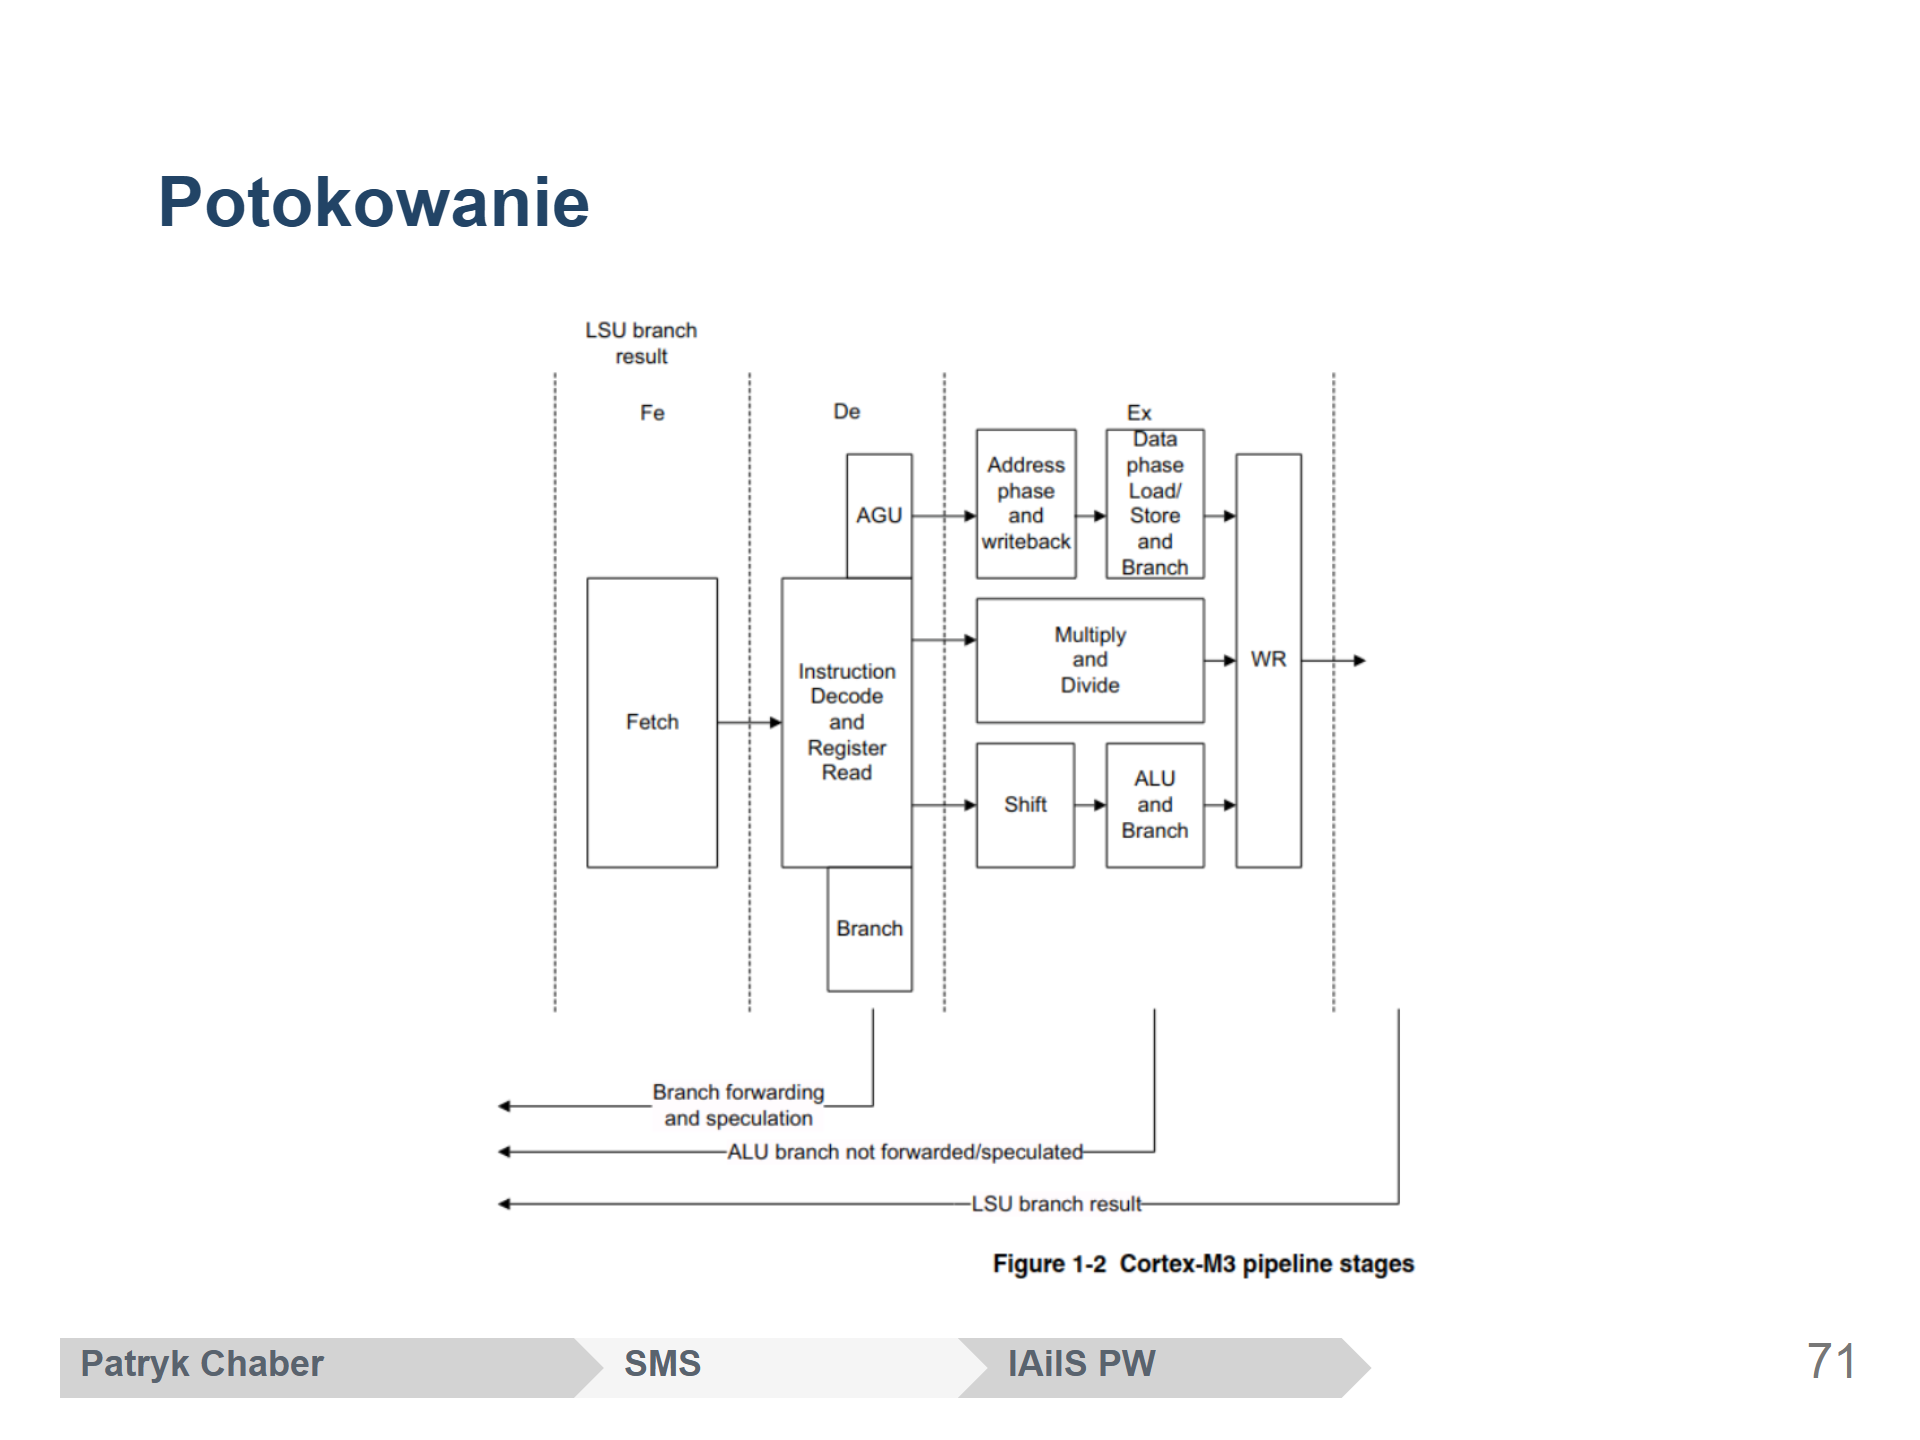 Potokowanie
LSU branch
result
Fe
De
Ex
AGU
Address
phase
and
writeback
Data
phase
Load/
Store
and
Branch
Fetch
Instruction
Decode
and
Register
Read
Multiply
and
Divide
WR
Shift
ALU
and
Branch
Branch
Branch forwarding
and speculation
ALU branch not forwarded/speculated
LSU branch result
Figure 1-2 Cortex-M3 pipeline stages
Patryk Chaber
SMS
IAiIS PW
71